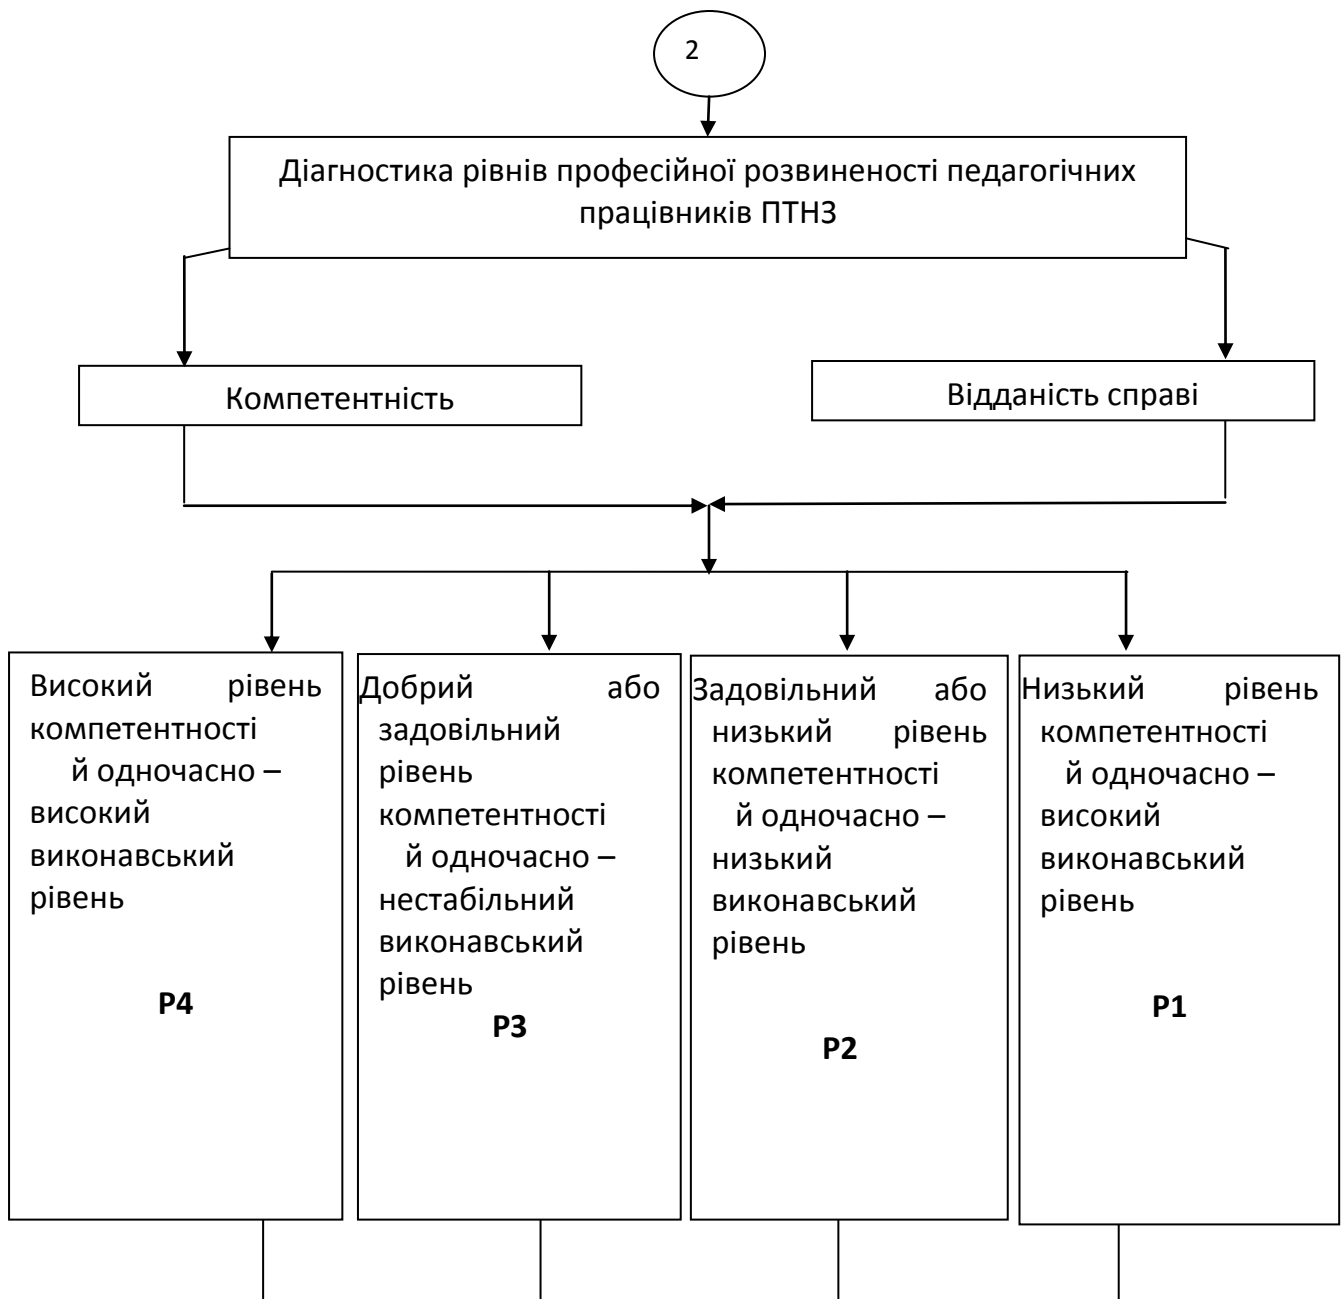 2
Діагностика рівнів професійної розвиненості педагогічних
працівників ПТНЗ
Компетентність
Відданість справі
Високий рівень
компетентності
й одночасно –
високий
виконавський
рівень
Р4
Добрий або
задовільний
рівень
компетентності
й одночасно –
нестабільний
виконавський
рівень
Р3
Задовільний або
низький рівень
компетентності
й одночасно –
низький
виконавський
рівень
Р2
Низький рівень
компетентності
й одночасно –
високий
виконавський
рівень
Р1